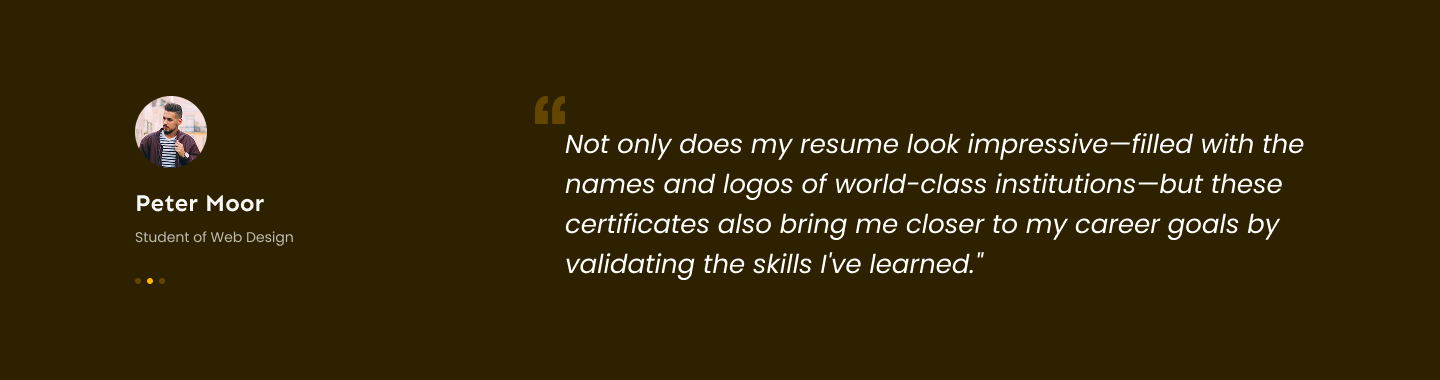 Peter Moor
Student of Web Design
“
Not only does my resume look impressive—filled with the
names and logos of world-class institutions—but these
certificates also bring me closer to my career goals by
validating the skills I've learned."